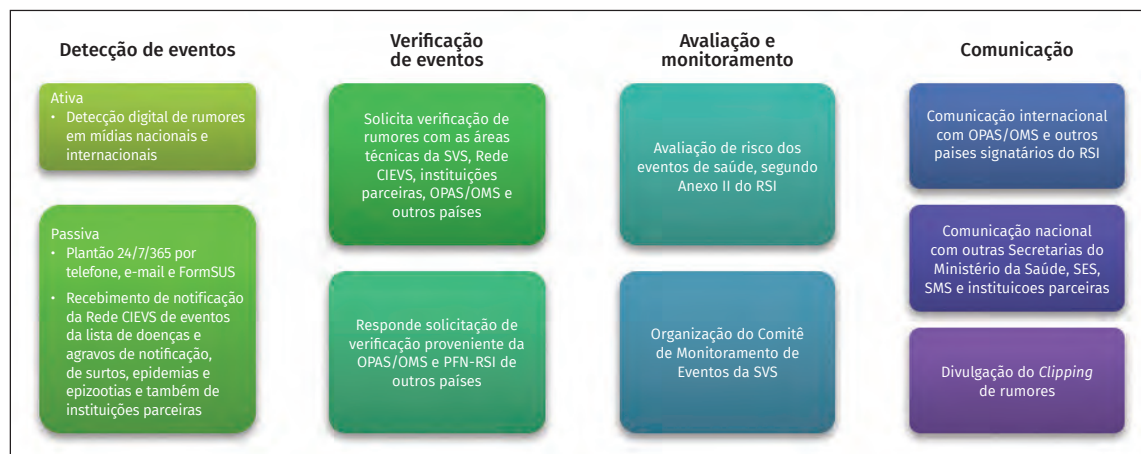 Detecção de eventos
Ativa
• Detecção digital de rumores
em mídias nacionais e
internacionais
Passiva
• Plantão 24/7/365 por
telefone, e-mail e FormSUS
• Recebimento de notificação
da Rede CIEVS de eventos
da lista de doenças e
agravos de notificação,
de surtos, epidemias e
epizootias e também de
instituições parceiras
Verificação
de eventos
Solicita verificação de
rumores com as áreas
técnicas da SVS, Rede
CIEVS, instituições
parceiras, OPAS/OMS e
outros países
Responde solicitação de
verificação proveniente da
OPAS/OMS e PFN-RSI de
outros países
Avaliação e
monitoramento
Avaliação de risco dos
eventos de saúde, segundo
Anexo II do RSI
Organização do Comitê
de Monitoramento de
Eventos da SVS
Comunicação
Comunicação internacional
com OPAS/OMS e outros
paises signatários do RSI
Comunicação nacional
com outras Secretarias do
Ministério da Saúde, SES,
SMS e instituicoes parceiras
Divulgação do Clipping
de rumores